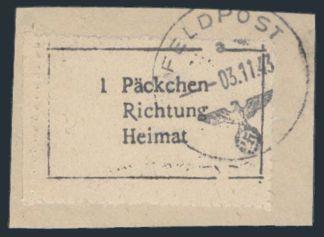 FELDPOST
a
03.11.43
1 Päckchen
Richtung
Heimat